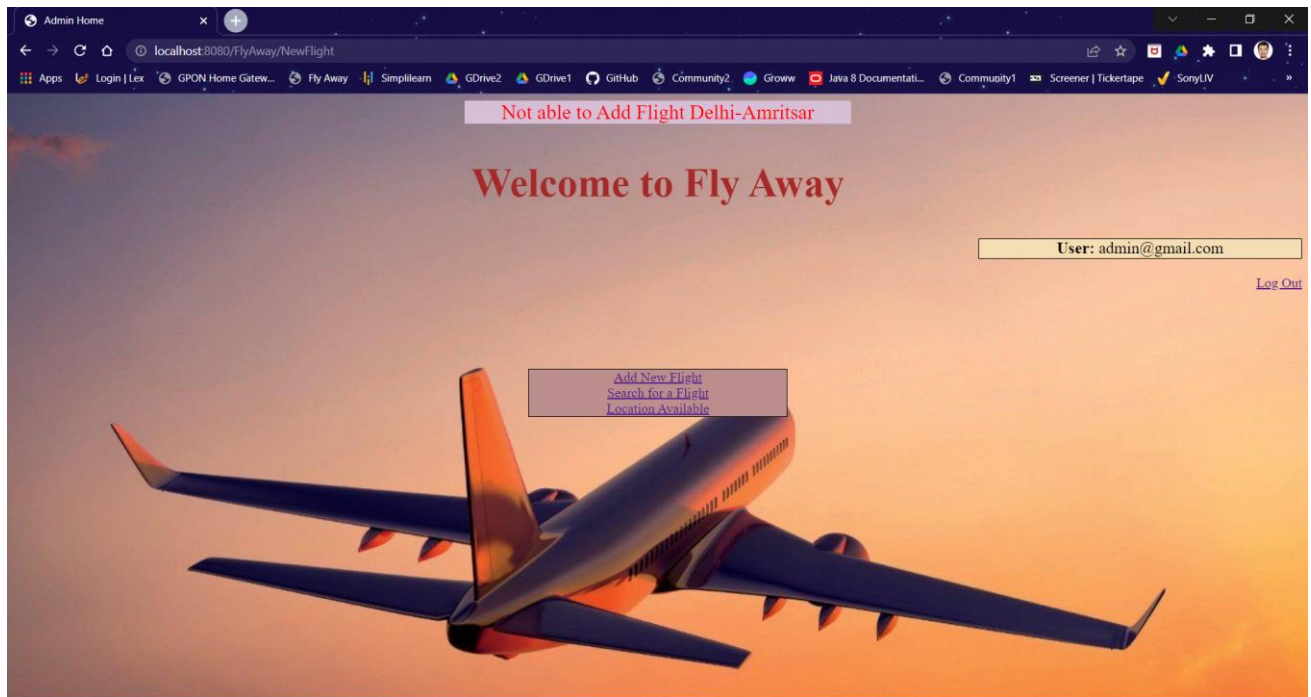 Admin Home
localhost:8080/FlyAway/NewFlight
Apps Login | Lex GPON Home Gatew... Fly Away Simplilearn GDrive2 GDrive1 GitHub Community2 Groww Java 8 Documentati... Community1 Screener | Tickertape SonyLIV »
Not able to Add Flight Delhi-Amritsar
Welcome to Fly Away
User: admin@gmail.com
Log Out
Add New Flight
Search for a Flight
Location Available